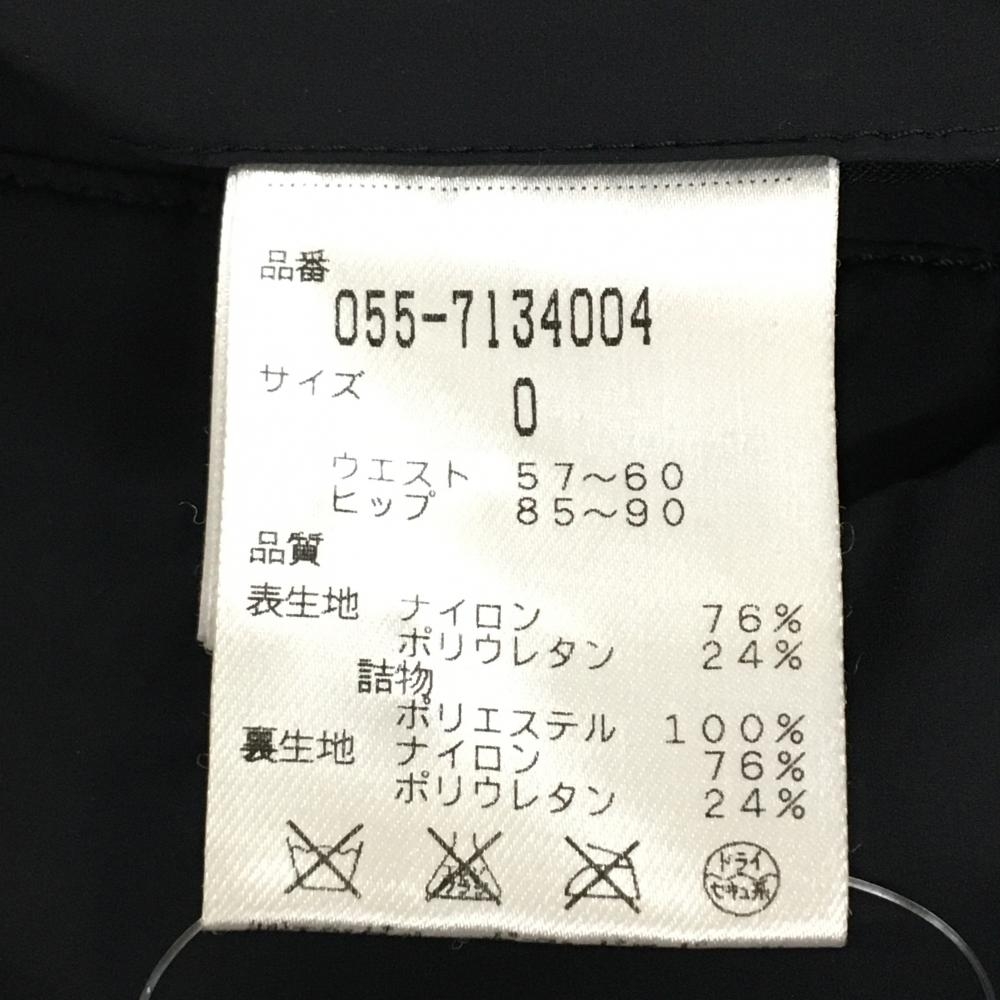 品番
055-7134004
サイズ
0
ウエスト 57～60
ヒップ 85～90
品質
表生地 ナイロン 76%
ポリウレタン 24%
詰物
ポリエステル 100%
裏生地 ナイロン 76%
ポリウレタン 24%
ドライ
セキユ系